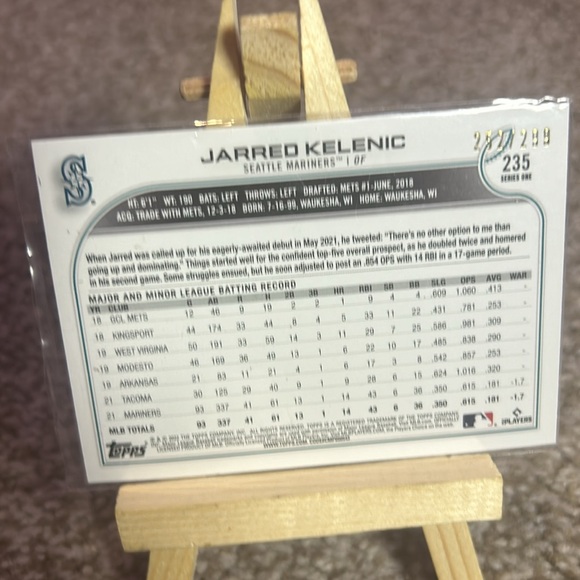 JARRED KELENIC
SEATTLE MARINERS™ | OF
/299
235
SERIES ONE
HT: 6'1" WT: 190 BATS: LEFT THROWS: LEFT DRAFTED: METS #1-JUNE, 2018
ACQ: TRADE WITH METS, 12-3-18 BORN: 7-16-99, WAUKESHA, WI HOME: WAUKESHA, WI
When Jarred was called up for his eagerly-awaited debut in May 2021, he tweeted: "There's no other option to me than
going up and dominating." Things started well for the confident top-five overall prospect, as he doubled twice and homered
in his second game. Some struggles ensued, but he soon adjusted to post an .854 OPS with 14 RBI in a 17-game period.
MAJOR AND MINOR LEAGUE BATTING RECORD
YR CLUB G AB R H 2B 3B HR RBI SB BB SLG OPS AVG WAR
18 GCL METS 12 46 9 19 2 2 1 9 4 4 .609 1.060 .413 -
18 KINGSPORT 44 174 33 44 8 4 5 33 11 22 .431 .781 .253 -
19 WEST VIRGINIA 50 191 33 59 14 3 11 29 7 25 .586 .981 .309 -
19 MODESTO 46 169 36 49 13 1 6 22 10 17 .485 .838 .290 -
19 ARKANSAS 21 83 11 21 4 1 6 17 3 8 .542 .857 .253 -
21 TACOMA 30 125 29 40 9 1 9 28 6 15 .624 1.016 .320 -
21 MARINERS 93 337 41 61 13 1 14 43 6 36 .350 .615 .181 -1.7
MLB TOTALS 93 337 41 61 13 1 14 43 6 36 .350 .615 .181 -1.7
Topps
PLAYERS